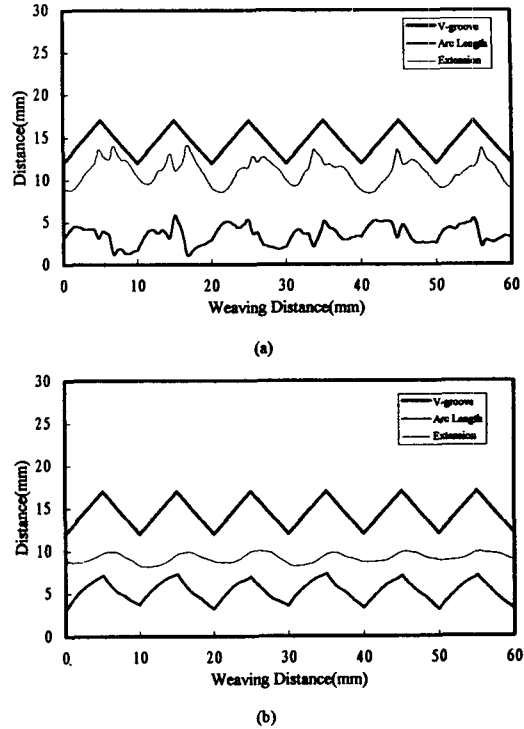 (a)
30
25
20
15
10
5
0
Distance(mm)
V-groove
Arc Length
Extension
0 10 20 30 40 50 60
Weaving Distance(mm)
(a)
30
25
20
15
10
5
0
Distance(mm)
V-groove
Arc Length
Extension
0. 10 20 30 40 50 60
Weaving Distance(mm)
(b)